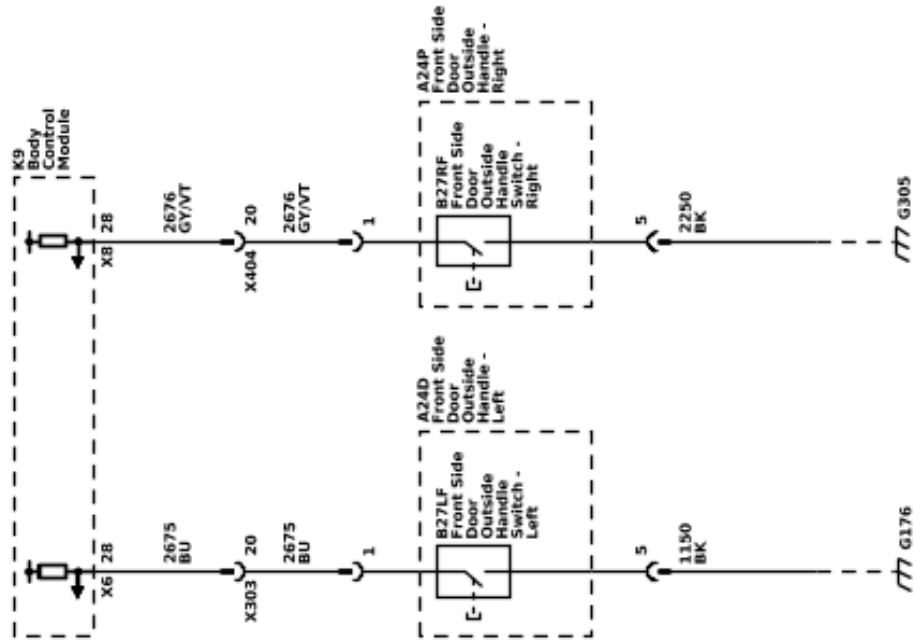 K9
Body
Control
Module
X6
28
2675
BU
X303
20
2675
BU
1
A24D
Front Side
Door
Outside
Handle -
Left
B27LF
Front Side
Door
Outside
Handle
Switch -
Left
5
1150
BK
G176
X8
28
2676
GY/VT
X404
20
2676
GY/VT
1
A24P
Front Side
Door
Outside
Handle -
Right
B27RF
Front Side
Door
Outside
Handle
Switch -
Right
5
2250
BK
G305